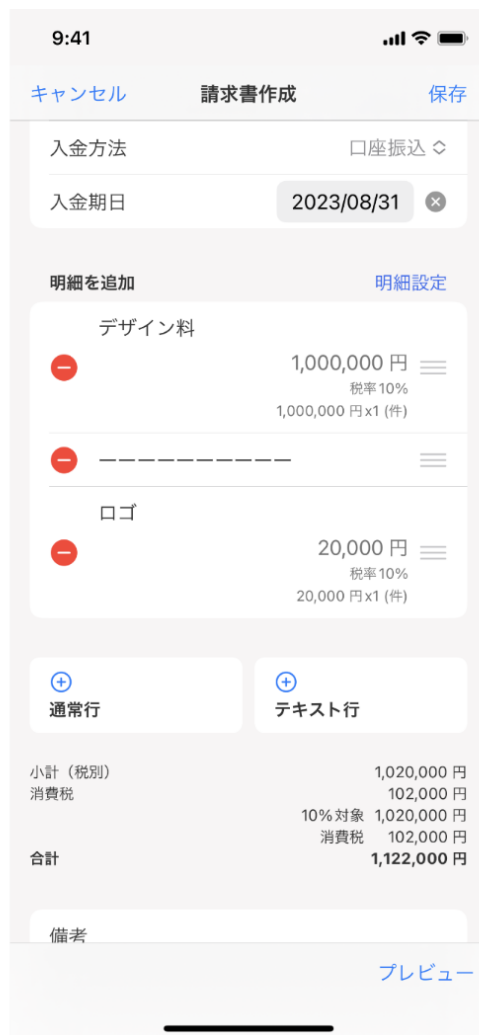 9:41
キャンセル 請求書作成 保存
入金方法 口座振込
入金期日 2023/08/31
明細を追加 明細設定
デザイン料
1,000,000 円
税率10%
1,000,000 円x1 (件)
ーーーーーーーーーー
ロゴ
20,000 円
税率10%
20,000 円x1 (件)
通常行 テキスト行
小計（税別） 1,020,000 円
消費税 102,000 円
10%対象 1,020,000 円
消費税 102,000 円
合計 1,122,000 円
備考
プレビュー